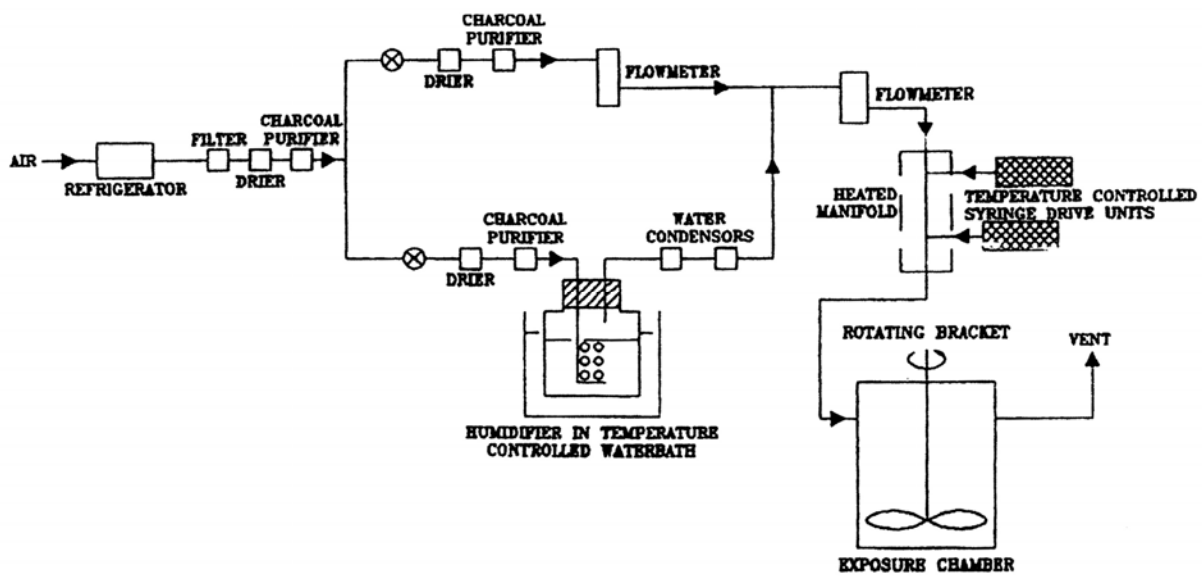 CHARCOAL
PURIFIER
DRIER
FLOWMETER
FLOWMETER
AIR
REFRIGERATOR
FILTER
DRIER
CHARCOAL
PURIFIER
HEATED
MANIFOLD
TEMPERATURE CONTROLLED
SYRINGE DRIVE UNITS
CHARCOAL
PURIFIER
DRIER
WATER
CONDENSORS
HUMIDIFIER IN TEMPERATURE
CONTROLLED WATERBATH
ROTATING BRACKET
VENT
EXPOSURE CHAMBER